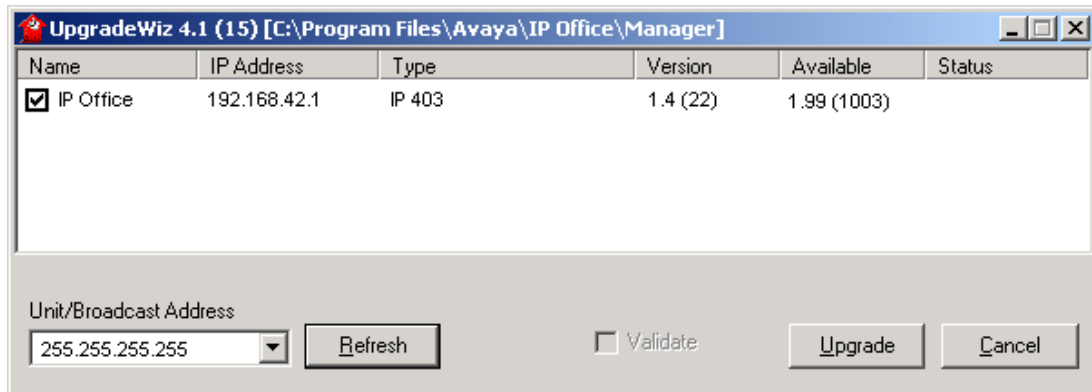 UpgradeWiz 4.1 (15) [C:\Program Files\Avaya\IP Office\Manager]
Name IP Address Type Version Available Status
IP Office 192.168.42.1 IP 403 1.4 (22) 1.99 (1003)
Unit/Broadcast Address
255.255.255.255 Refresh Validate Upgrade Cancel